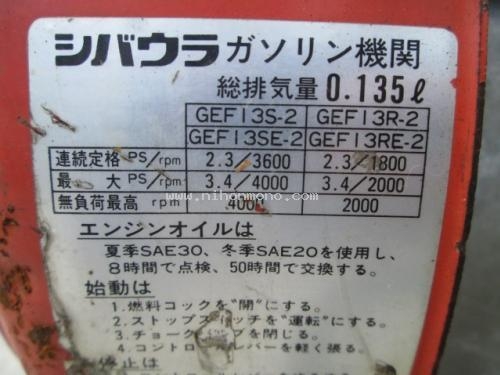 シバウラ ガソリン機関
総排気量 0.135ℓ
GEF13S-2 GEF13R-2
GEF13SE-2 GEF13RE-2
連続定格 PS/rpm 2.3/3600 2.3/1800
最大 PS/rpm 3.4/4000 3.4/2000
無負荷最高 rpm 4000 2000
www.nihonmono.com
エンジンオイルは
夏季SAE30、冬季SAE20を使用し、
8時間で点検、50時間で交換する。
始動は
1.燃料コックを"開"にする。
2.ストップスイッチを"運転"にする。
3.チョークを閉じる。
4.コントロールレバーを軽く張る。
停止は